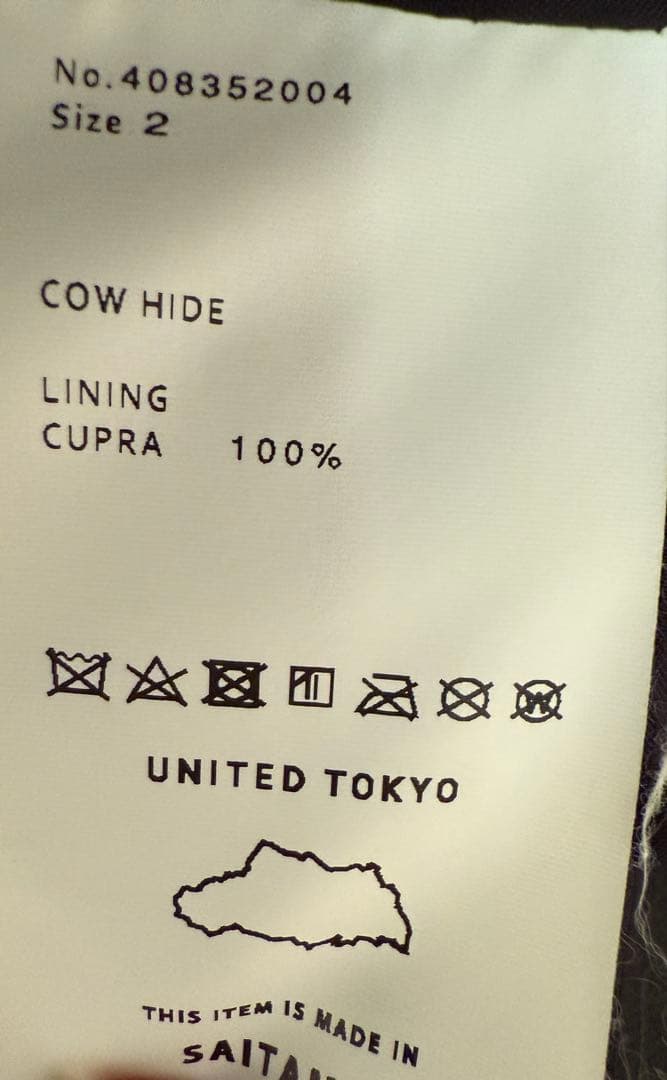 No.408352004
Size 2
COW HIDE
LINING
CUPRA 100%
UNITED TOKYO
THIS ITEM IS MADE IN